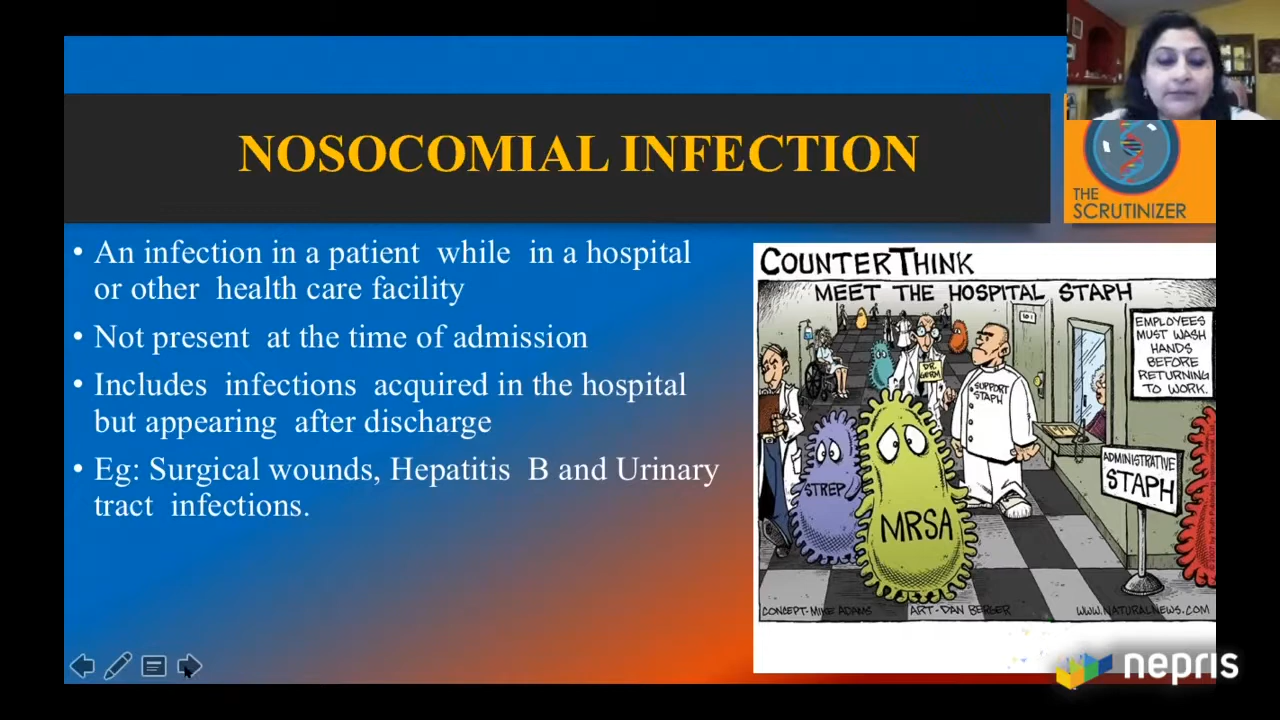 NOSOCOMIAL INFECTION
THE
SCRUTINIZER
• An infection in a patient while in a hospital
or other health care facility
• Not present at the time of admission
• Includes infections acquired in the hospital
but appearing after discharge
• Eg: Surgical wounds, Hepatitis B and Urinary
tract infections.
COUNTERTHINK
MEET THE HOSPITAL STAPH
EMPLOYEES
MUST WASH
HANDS
BEFORE
RETURNING
TO WORK.
DR.
GERM
SUPPORT
STAPH
STREP
MRSA
ADMINISTRATIVE
STAPH
CONCEPT-MIKE ADAMS
ART-DAN BERGER
WWW.NATURALNEWS.COM
nepris